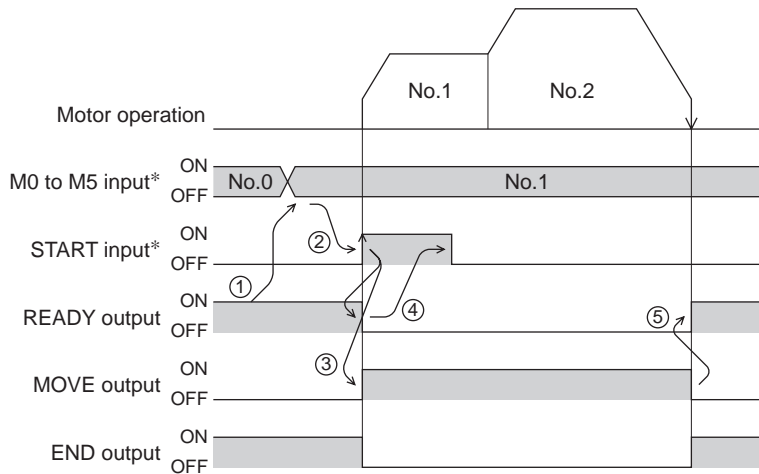 No.1
No.2
Motor operation
M0 to M5 input*
ON
OFF
No.0
No.1
START input*
ON
OFF
②
①
④
READY output
ON
OFF
⑤
③
MOVE output
ON
OFF
END output
ON
OFF